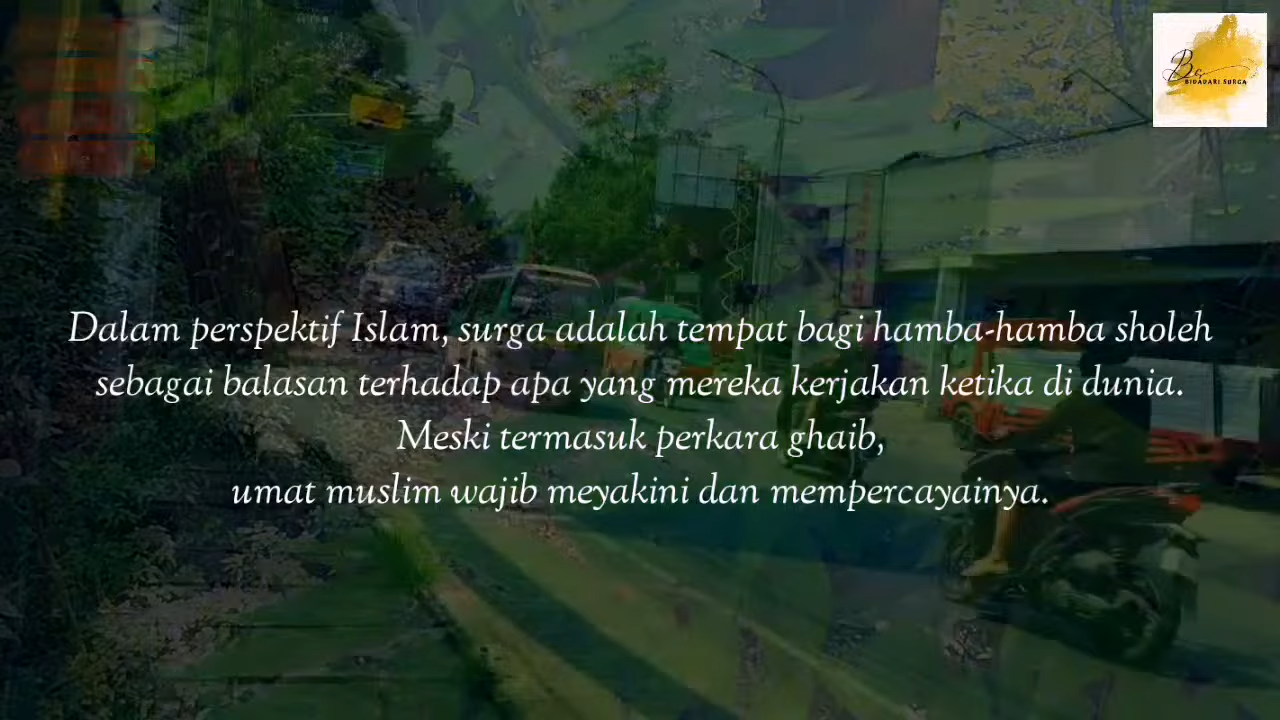 Bs
BIDADARI SURGA
Dalam perspektif Islam, surga adalah tempat bagi hamba-hamba sholeh
sebagai balasan terhadap apa yang mereka kerjakan ketika di dunia.
Meski termasuk perkara ghaib,
umat muslim wajib meyakini dan mempercayainya.